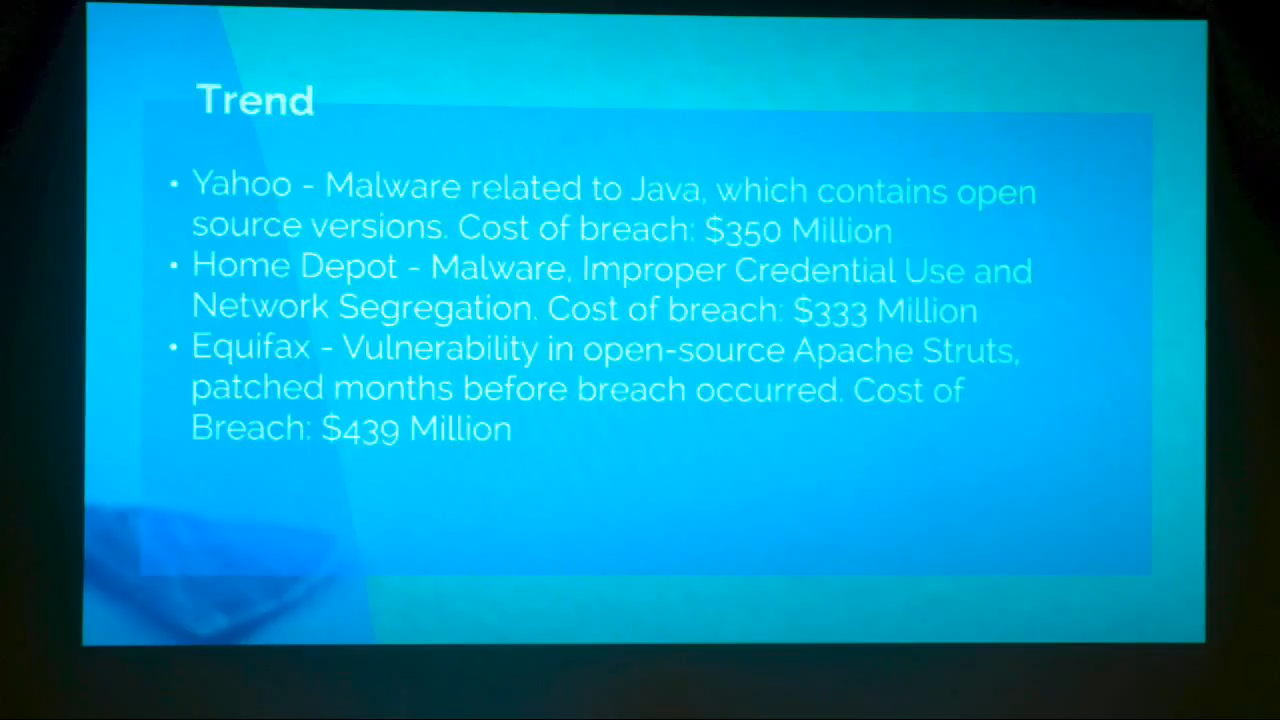 Trend
• Yahoo - Malware related to Java, which contains open
source versions. Cost of breach: $350 Million
• Home Depot - Malware, Improper Credential Use and
Network Segregation. Cost of breach: $333 Million
• Equifax - Vulnerability in open-source Apache Struts,
patched months before breach occurred. Cost of
Breach: $439 Million